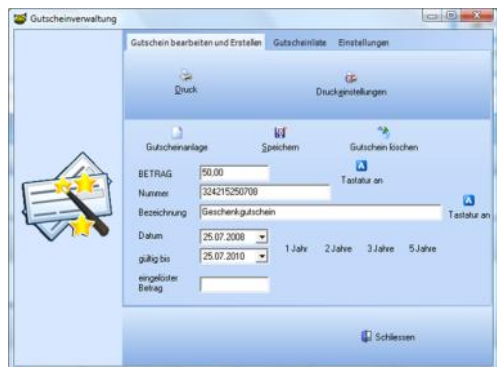 Gutscheinverwaltung
Gutschein bearbeiten und Erstellen Gutscheinliste Einstellungen
Druck Druckeinstellungen
Gutscheinanlage Speichern Gutschein löschen
BETRAG 50,00
Tastatur an
Nummer 324215250708
Bezeichnung Geschenkgutschein
Tastatur an
Datum 25.07.2008
1 Jahr 2 Jahre 3 Jahre 5 Jahre
gültig bis 25.07.2010
eingelöster
Betrag
Schliessen